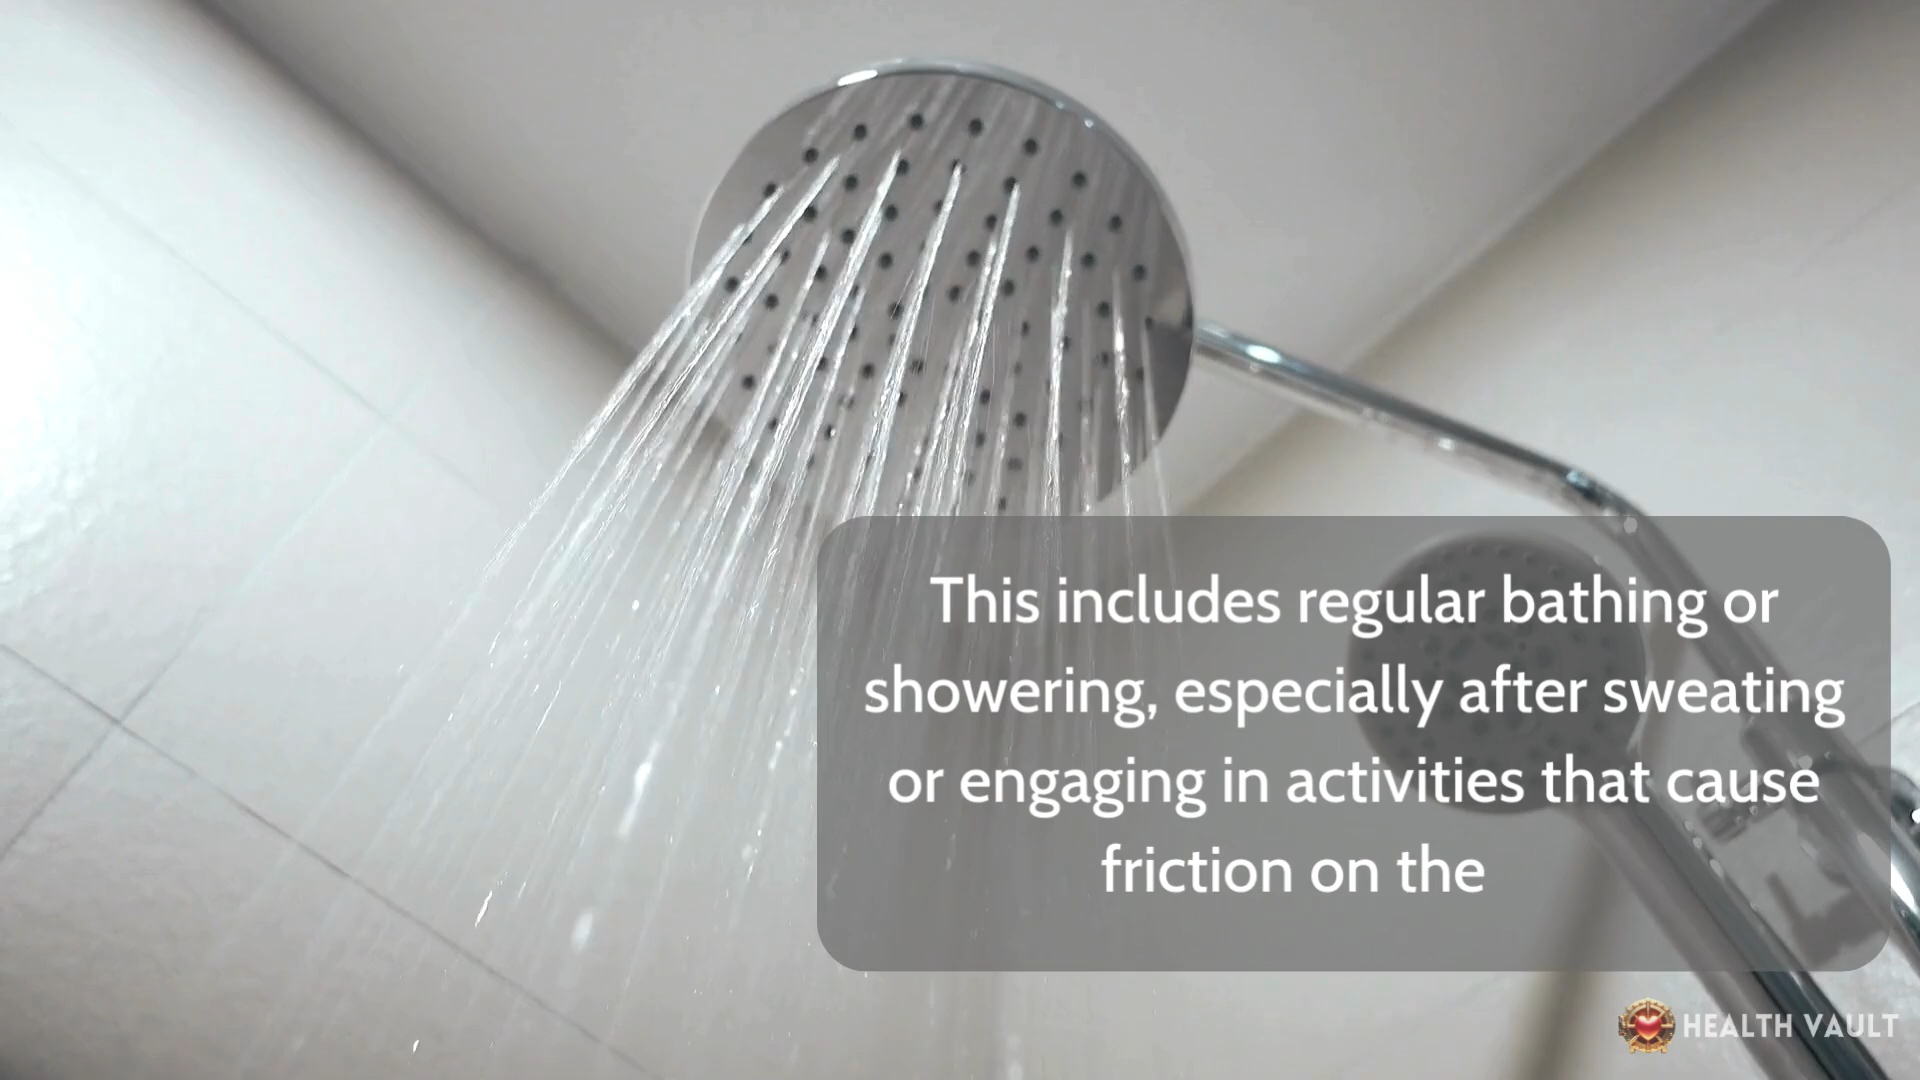 This includes regular bathing or
showering, especially after sweating
or engaging in activities that cause
friction on the
HEALTH VAULT